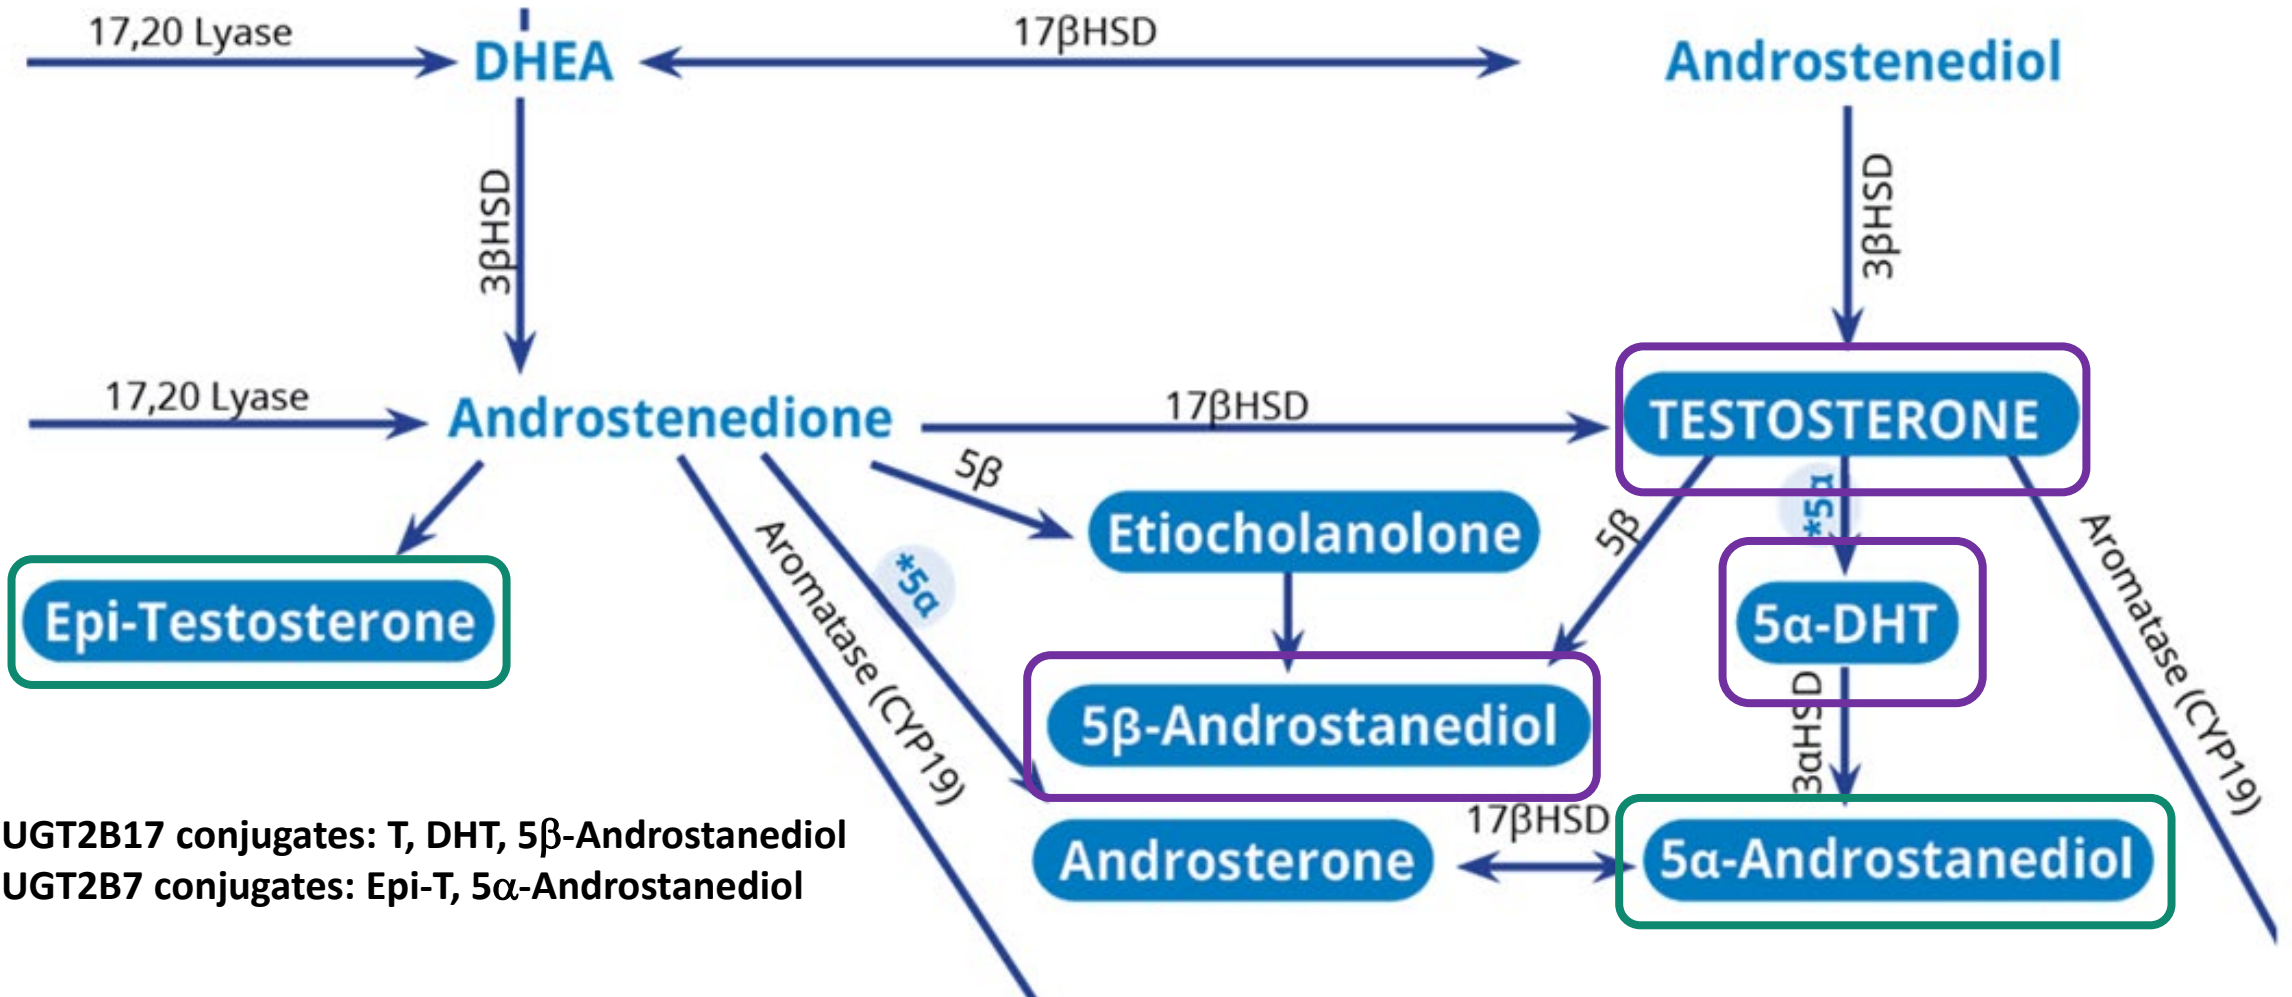 17,20 Lyase
DHEA
17βHSD
Androstenediol
3βHSD
3βHSD
17,20 Lyase
Androstenedione
17βHSD
TESTOSTERONE
5β
*5α
Etiocholanolone
5β
Aromatase (CYP19)
*5α
Aromatase (CYP19)
Epi-Testosterone
5α-DHT
5β-Androstanediol
3αHSD
17βHSD
Androsterone
5α-Androstanediol
UGT2B17 conjugates: T, DHT, 5β-Androstanediol
UGT2B7 conjugates: Epi-T, 5α-Androstanediol